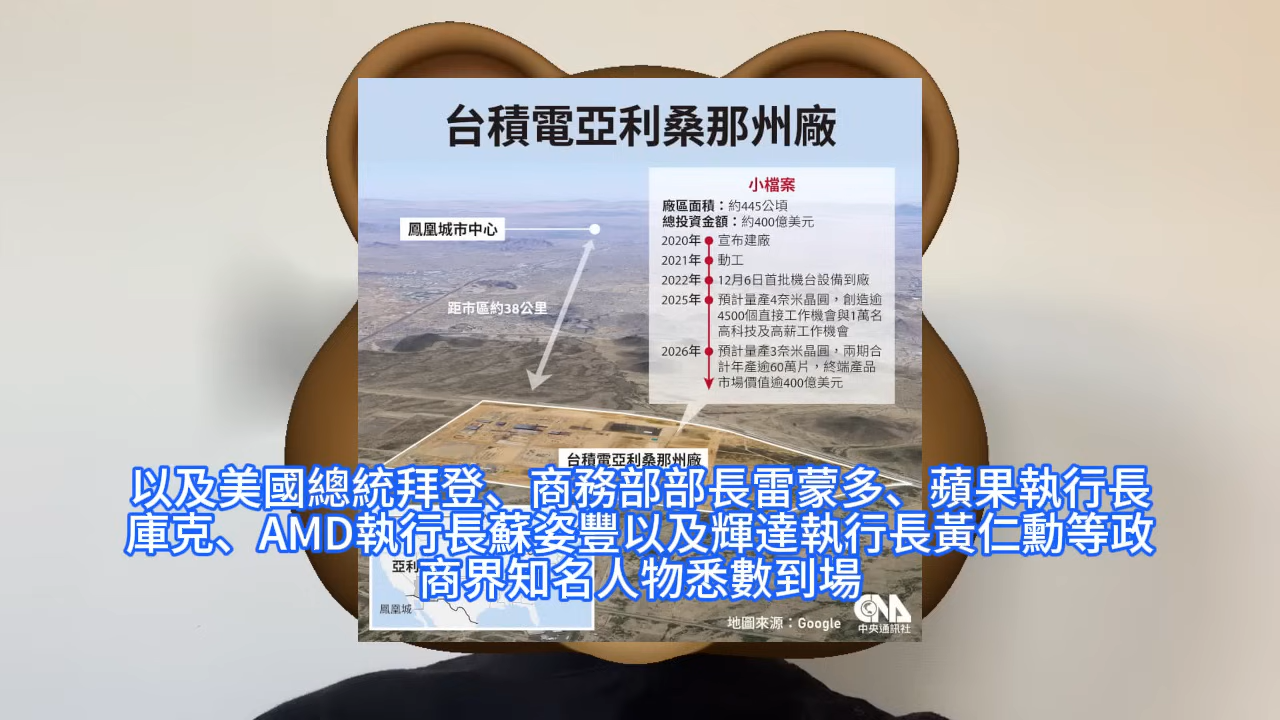 台積電亞利桑那州廠
小檔案
廠區面積：約445公頃
總投資金額：約400億美元
2020年 宣布建廠
2021年 動工
2022年 12月6日首批機台設備到廠
2025年 預計量產4奈米晶圓，創造逾
4500個直接工作機會與1萬名
高科技及高薪工作機會
2026年 預計量產3奈米晶圓，兩期合
計年產逾60萬片，終端產品
市場價值逾400億美元
鳳凰城市中心
距市區約38公里
台積電亞利桑那州廠
以及美國總統拜登、商務部部長雷蒙多、蘋果執行長
庫克、AMD執行長蘇姿豐以及輝達執行長黃仁勳等政
商界知名人物悉數到場
亞利
鳳凰城
地圖來源：Google
CNA
中央通訊社